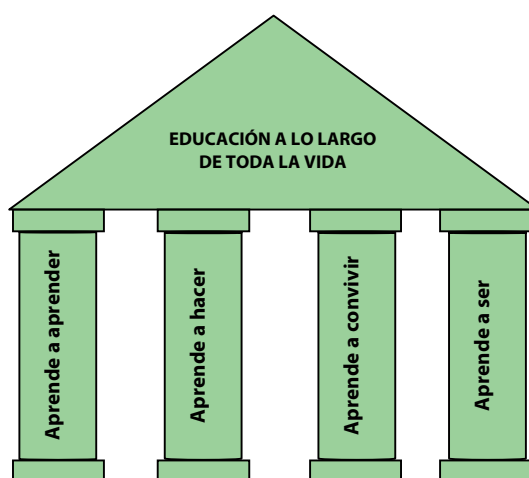 EDUCACIÓN A LO LARGO
DE TODA LA VIDA
Aprende a aprender
Aprende a hacer
Aprende a convivir
Aprende a ser